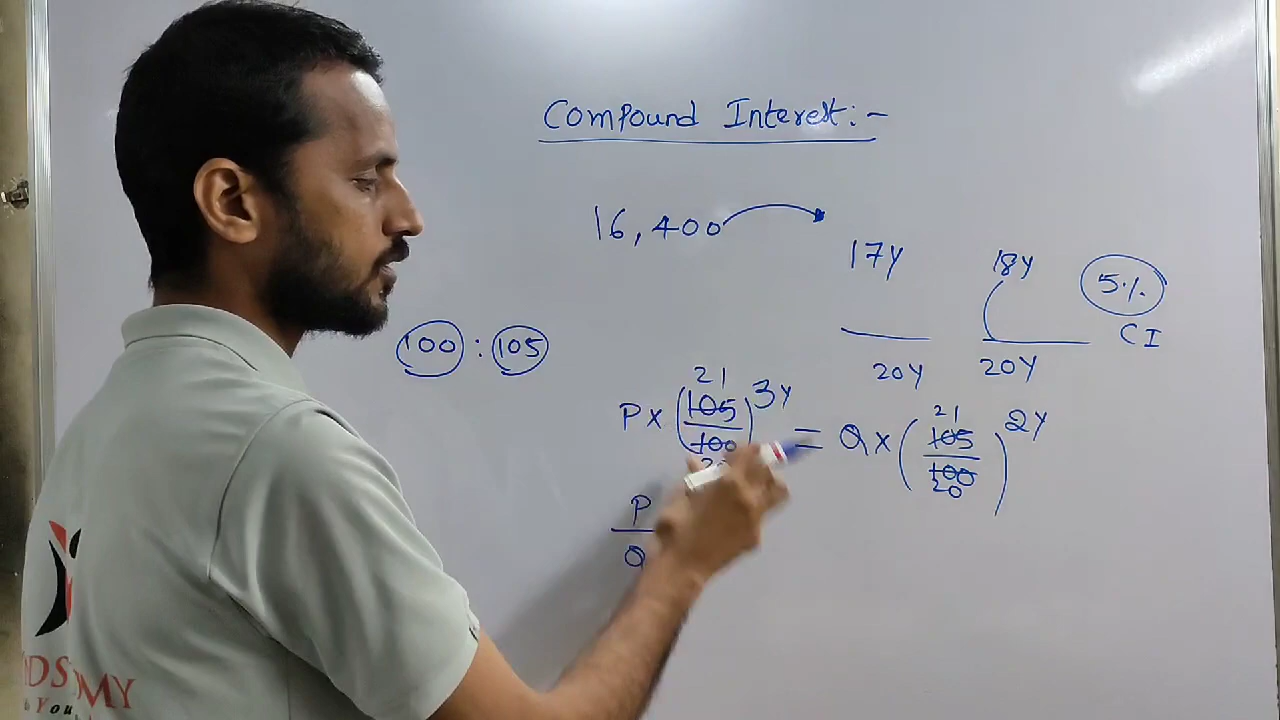 Compound Interest:-
16,400
17Y 18Y 5%
CI
20Y 20Y
100 : 105
P x (105/100)^3Y = Q x (105/100)^2Y
21 21
20
P
Q